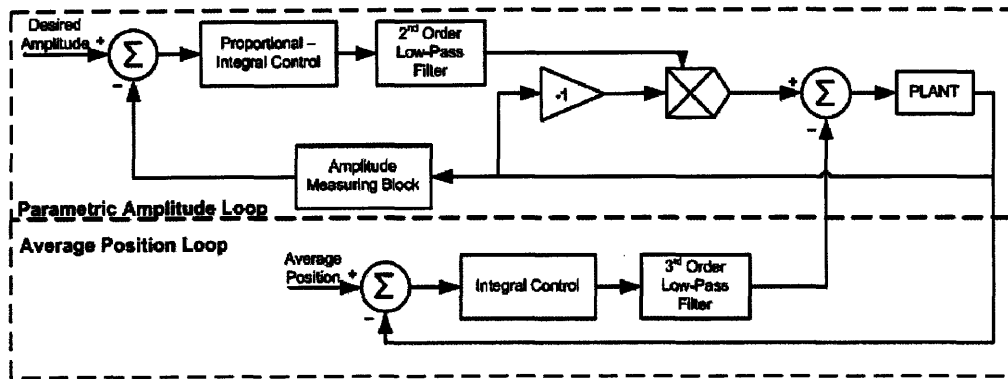 Desired
Amplitude +
Σ
-
Proportional –
Integral Control
2nd Order
Low-Pass
Filter
-1
+
Σ
-
PLANT
Amplitude
Measuring Block
Parametric Amplitude Loop
Average Position Loop
Average
Position +
Σ
-
Integral Control
3rd Order
Low-Pass
Filter